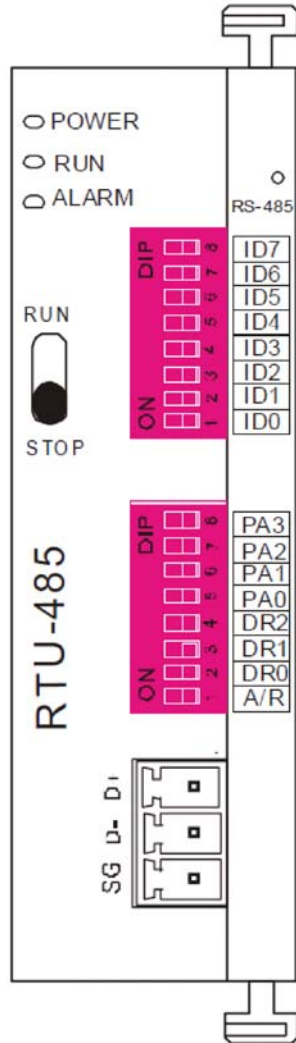 POWER
RUN
ALARM
RS-485
RUN
STOP
DIP
ON
8
7
6
5
4
3
2
1
ID7
ID6
ID5
ID4
ID3
ID2
ID1
ID0
RTU-485
DIP
ON
8
7
6
5
4
3
2
1
PA3
PA2
PA1
PA0
DR2
DR1
DR0
A/R
D+
D-
SG